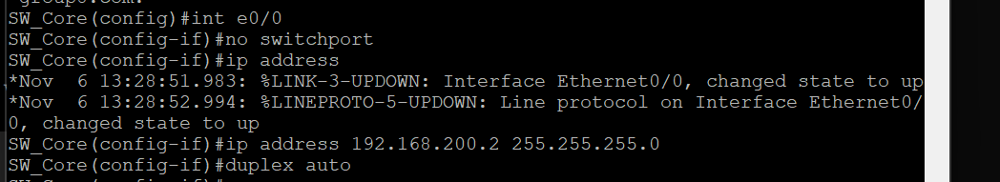 SW_Core(config)#int e0/0
SW_Core(config-if)#no switchport
SW_Core(config-if)#ip address
*Nov  6 13:28:51.983: %LINK-3-UPDOWN: Interface Ethernet0/0, changed state to up
*Nov  6 13:28:52.994: %LINEPROTO-5-UPDOWN: Line protocol on Interface Ethernet0/
0, changed state to up
SW_Core(config-if)#ip address 192.168.200.2 255.255.255.0
SW_Core(config-if)#duplex auto